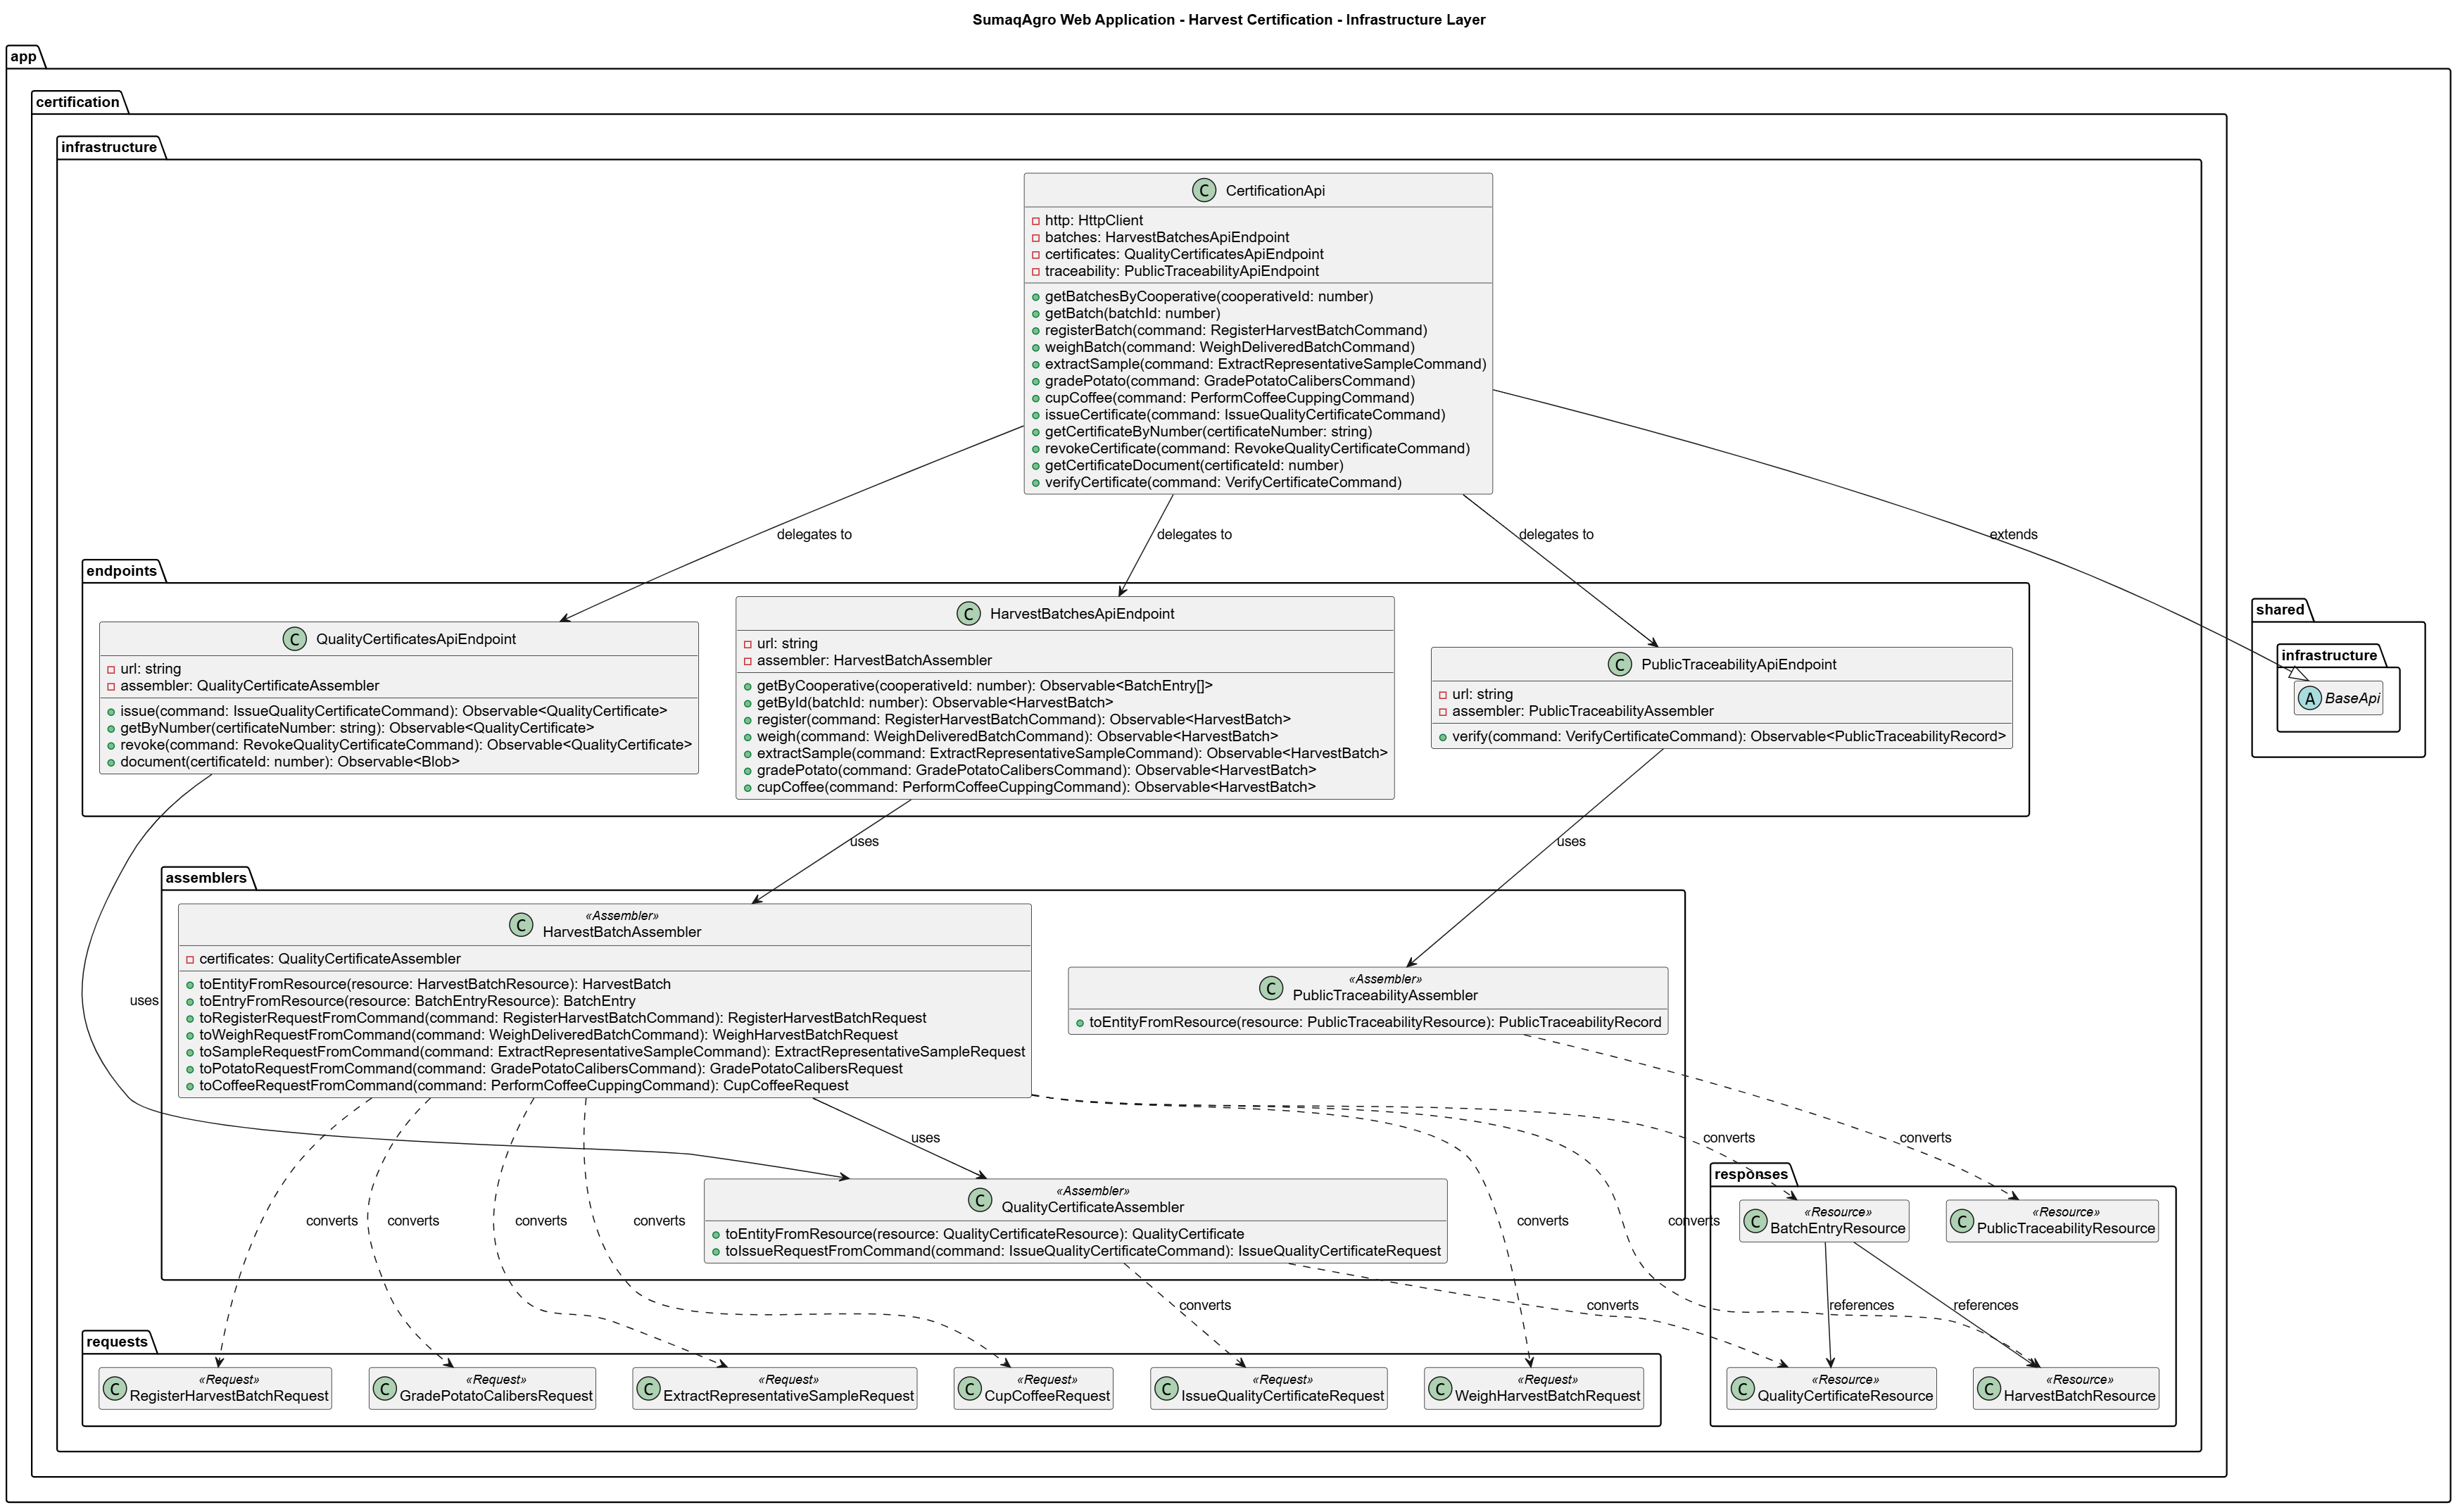 SumaqAgro Web Application - Harvest Certification - Infrastructure Layer
app
certification
infrastructure
C CertificationApi
http: HttpClient
batches: HarvestBatchesApiEndpoint
certificates: QualityCertificatesApiEndpoint
traceability: PublicTraceabilityApiEndpoint
getBatchesByCooperative(cooperativeId: number)
getBatch(batchId: number)
registerBatch(command: RegisterHarvestBatchCommand)
weighBatch(command: WeighDeliveredBatchCommand)
extractSample(command: ExtractRepresentativeSampleCommand)
gradePotato(command: GradePotatoCalibersCommand)
cupCoffee(command: PerformCoffeeCuppingCommand)
issueCertificate(command: IssueQualityCertificateCommand)
getCertificateByNumber(certificateNumber: string)
revokeCertificate(command: RevokeQualityCertificateCommand)
getCertificateDocument(certificateId: number)
verifyCertificate(command: VerifyCertificateCommand)
delegates to
delegates to
delegates to
extends
endpoints
C QualityCertificatesApiEndpoint
url: string
assembler: QualityCertificateAssembler
issue(command: IssueQualityCertificateCommand): Observable<QualityCertificate>
getByNumber(certificateNumber: string): Observable<QualityCertificate>
revoke(command: RevokeQualityCertificateCommand): Observable<QualityCertificate>
document(certificateId: number): Observable<Blob>
C HarvestBatchesApiEndpoint
url: string
assembler: HarvestBatchAssembler
getByCooperative(cooperativeId: number): Observable<BatchEntry[]>
getById(batchId: number): Observable<HarvestBatch>
register(command: RegisterHarvestBatchCommand): Observable<HarvestBatch>
weigh(command: WeighDeliveredBatchCommand): Observable<HarvestBatch>
extractSample(command: ExtractRepresentativeSampleCommand): Observable<HarvestBatch>
gradePotato(command: GradePotatoCalibersCommand): Observable<HarvestBatch>
cupCoffee(command: PerformCoffeeCuppingCommand): Observable<HarvestBatch>
C PublicTraceabilityApiEndpoint
url: string
assembler: PublicTraceabilityAssembler
verify(command: VerifyCertificateCommand): Observable<PublicTraceabilityRecord>
shared
infrastructure
A BaseApi
uses
uses
uses
assemblers
«Assembler»
C HarvestBatchAssembler
certificates: QualityCertificateAssembler
toEntityFromResource(resource: HarvestBatchResource): HarvestBatch
toEntryFromResource(resource: BatchEntryResource): BatchEntry
toRegisterRequestFromCommand(command: RegisterHarvestBatchCommand): RegisterHarvestBatchRequest
toWeighRequestFromCommand(command: WeighDeliveredBatchCommand): WeighHarvestBatchRequest
toSampleRequestFromCommand(command: ExtractRepresentativeSampleCommand): ExtractRepresentativeSampleRequest
toPotatoRequestFromCommand(command: GradePotatoCalibersCommand): GradePotatoCalibersRequest
toCoffeeRequestFromCommand(command: PerformCoffeeCuppingCommand): CupCoffeeRequest
«Assembler»
C PublicTraceabilityAssembler
toEntityFromResource(resource: PublicTraceabilityResource): PublicTraceabilityRecord
uses
converts
converts
«Assembler»
C QualityCertificateAssembler
toEntityFromResource(resource: QualityCertificateResource): QualityCertificate
toIssueRequestFromCommand(command: IssueQualityCertificateCommand): IssueQualityCertificateRequest
converts
converts
converts
converts
converts
converts
responses
«Resource»
C BatchEntryResource
«Resource»
C PublicTraceabilityResource
converts
converts
references
references
requests
«Request»
C RegisterHarvestBatchRequest
«Request»
C GradePotatoCalibersRequest
«Request»
C ExtractRepresentativeSampleRequest
«Request»
C CupCoffeeRequest
«Request»
C IssueQualityCertificateRequest
«Request»
C WeighHarvestBatchRequest
«Resource»
C QualityCertificateResource
«Resource»
C HarvestBatchResource